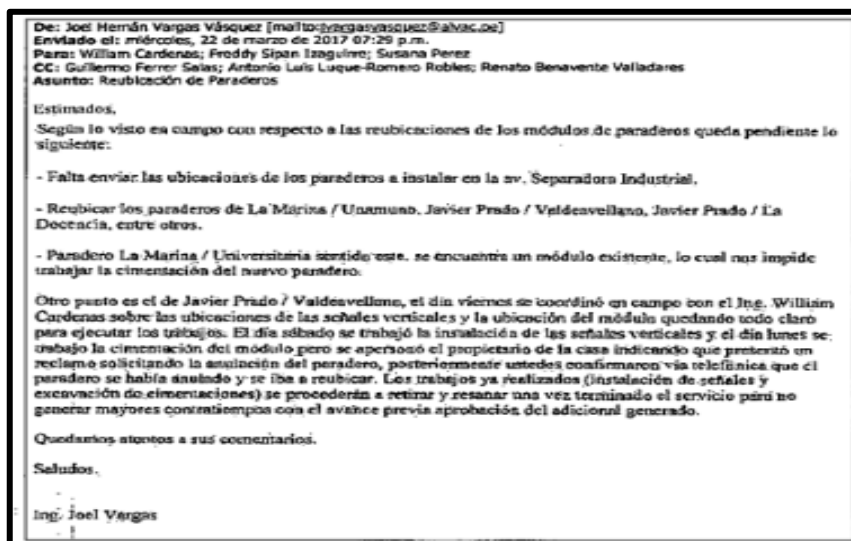 De: Joel Hernán Vargas Vásquez [mailto:jvargasvasquez@alvac.pe]
Enviado el: miércoles, 22 de marzo de 2017 07:29 p.m.
Para: William Cardenas; Freddy Sipan Izaguirre; Susana Perez
CC: Guillermo Ferrer Salas; Antonio Luis Luque-Romero Robles; Renato Benavente Valladares
Asunto: Reubicación de Paraderos
Estimados,
Según lo visto en campo con respecto a las reubicaciones de los módulos de paraderos queda pendiente lo
siguiente:
- Falta enviar las ubicaciones de los paraderos a instalar en la av. Separadora Industrial.
- Reubicar los paraderos de La Marina / Unamuno, Javier Prado / Valdeavellano, Javier Prado / La
Docencia, entre otros.
- Paradero La Marina / Universitaria sentido este, se encuentra un módulo existente, lo cual nos impide
trabajar la cimentación del nuevo paradero.
Otro punto es el de Javier Prado / Valdeavellano, el día viernes se coordinó en campo con el Ing. William
Cardenas sobre las ubicaciones de las señales verticales y la ubicación del módulo quedando todo claro
para ejecutar los trabajos. El día sábado se trabajó la instalación de las señales verticales y el día lunes se
trabajo la cimentación del módulo pero se apersonó el propietario de la casa indicando que presentó un
reclamo solicitando la anulación del paradero, posteriormente ustedes confirmaron vía telefónica que el
paradero se había anulado y se iba a reubicar. Los trabajos ya realizados (instalación de señales y
excavación de cimentaciones) se procederán a retirar y resanar una vez terminado el servicio para no
generar mayores contratiempos con el avance previa aprobación del adicional generado.
Quedamos atentos a sus comentarios.
Saludos.
Ing. Joel Vargas